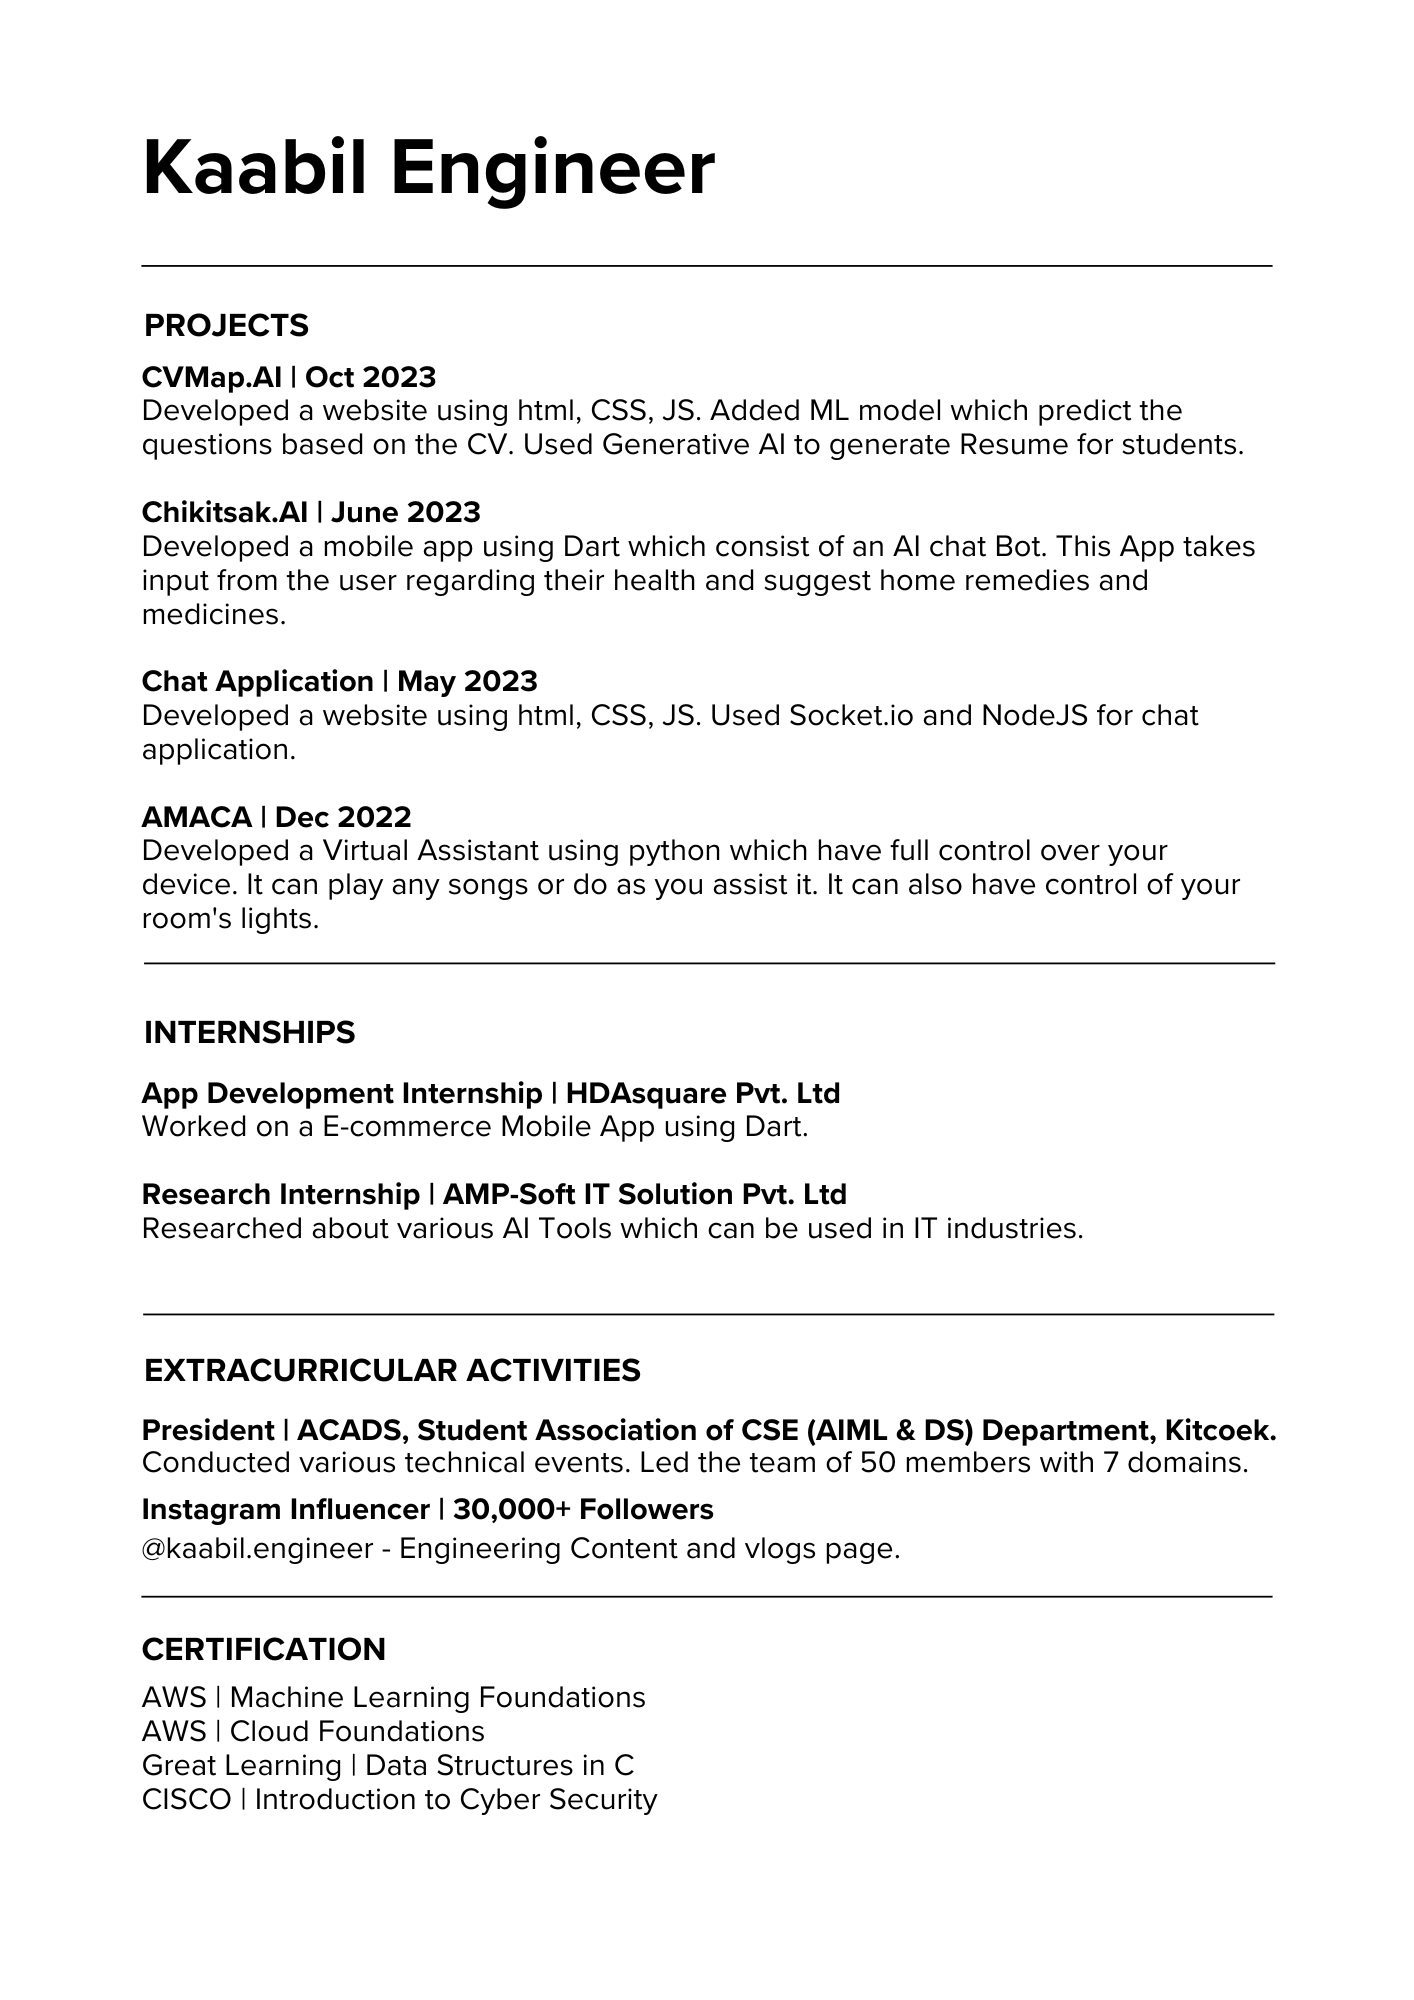 Kaabil Engineer
PROJECTS
CVMap.AI | Oct 2023
Developed a website using html, CSS, JS. Added ML model which predict the
questions based on the CV. Used Generative AI to generate Resume for students.
Chikitsak.AI | June 2023
Developed a mobile app using Dart which consist of an AI chat Bot. This App takes
input from the user regarding their health and suggest home remedies and
medicines.
Chat Application | May 2023
Developed a website using html, CSS, JS. Used Socket.io and NodeJS for chat
application.
AMACA | Dec 2022
Developed a Virtual Assistant using python which have full control over your
device. It can play any songs or do as you assist it. It can also have control of your
room's lights.
INTERNSHIPS
App Development Internship | HDAsquare Pvt. Ltd
Worked on a E-commerce Mobile App using Dart.
Research Internship | AMP-Soft IT Solution Pvt. Ltd
Researched about various AI Tools which can be used in IT industries.
EXTRACURRICULAR ACTIVITIES
President | ACADS, Student Association of CSE (AIML & DS) Department, Kitcoek.
Conducted various technical events. Led the team of 50 members with 7 domains.
Instagram Influencer | 30,000+ Followers
@kaabil.engineer - Engineering Content and vlogs page.
CERTIFICATION
AWS | Machine Learning Foundations
AWS | Cloud Foundations
Great Learning | Data Structures in C
CISCO | Introduction to Cyber Security